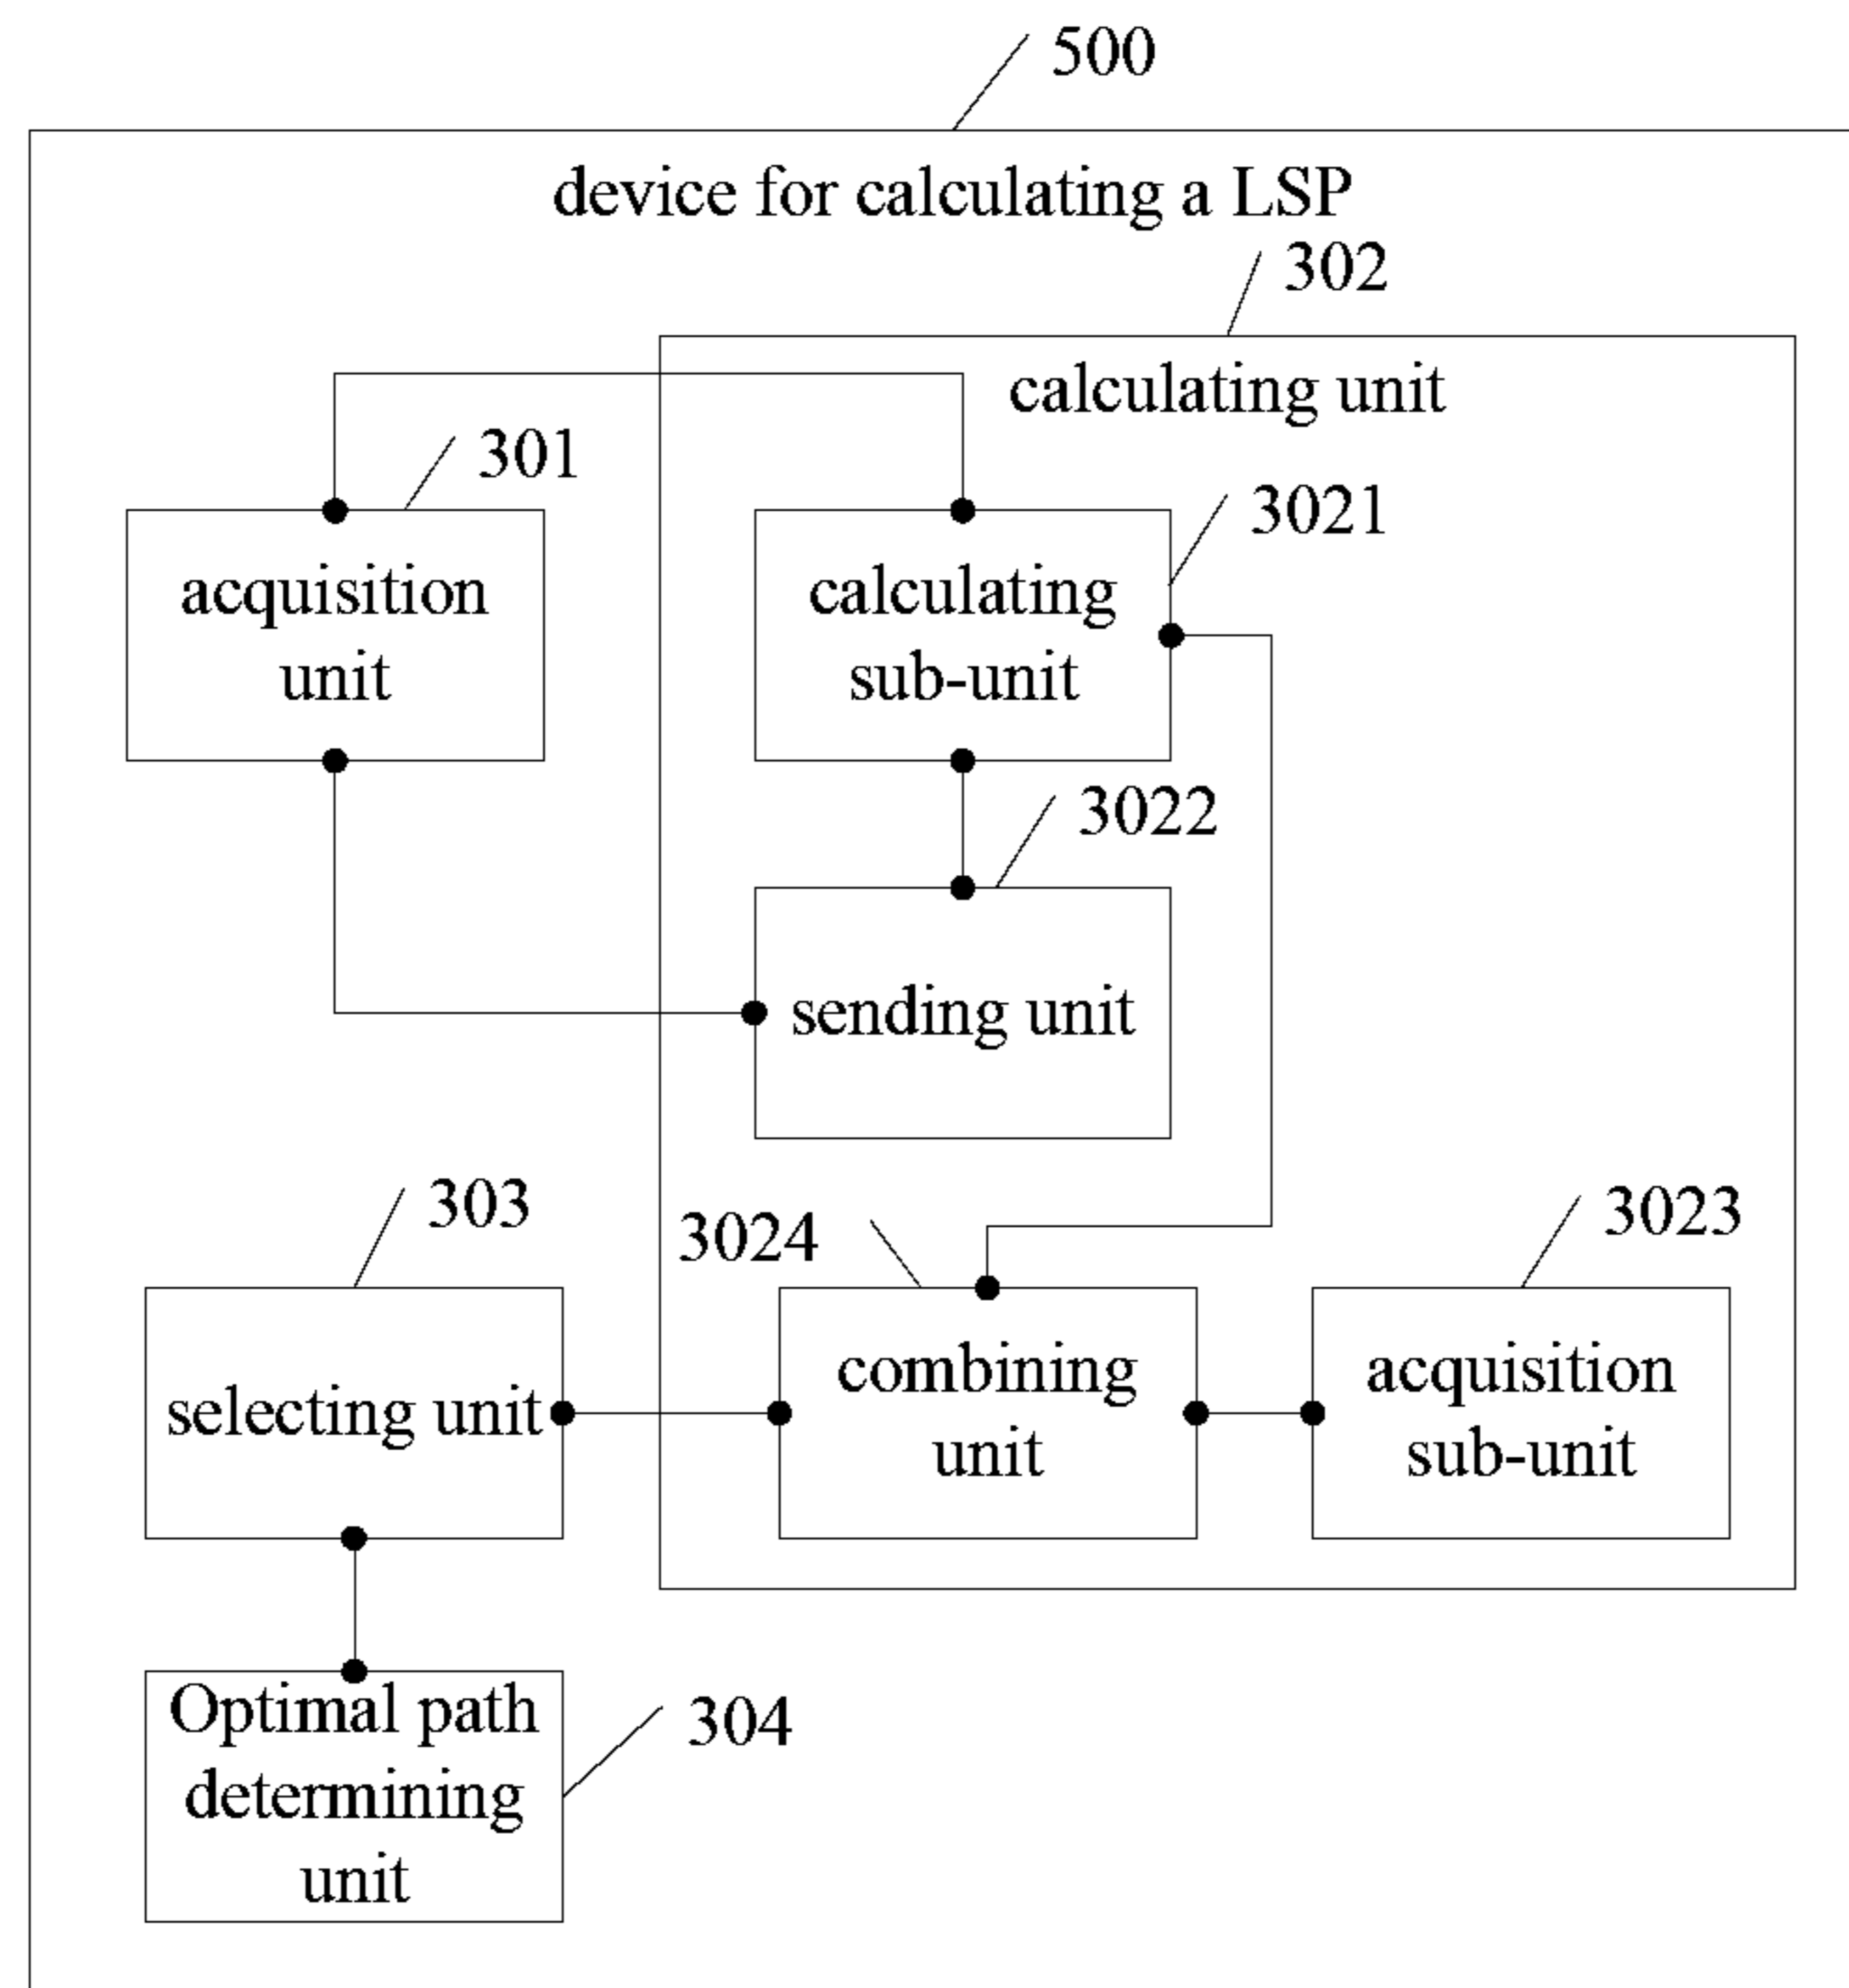 500
device for calculating a LSP
302
calculating unit
301
3021
acquisition
unit
calculating
sub-unit
3022
sending unit
303
3024
3023
selecting unit
combining
unit
acquisition
sub-unit
Optimal path
determining
unit
304